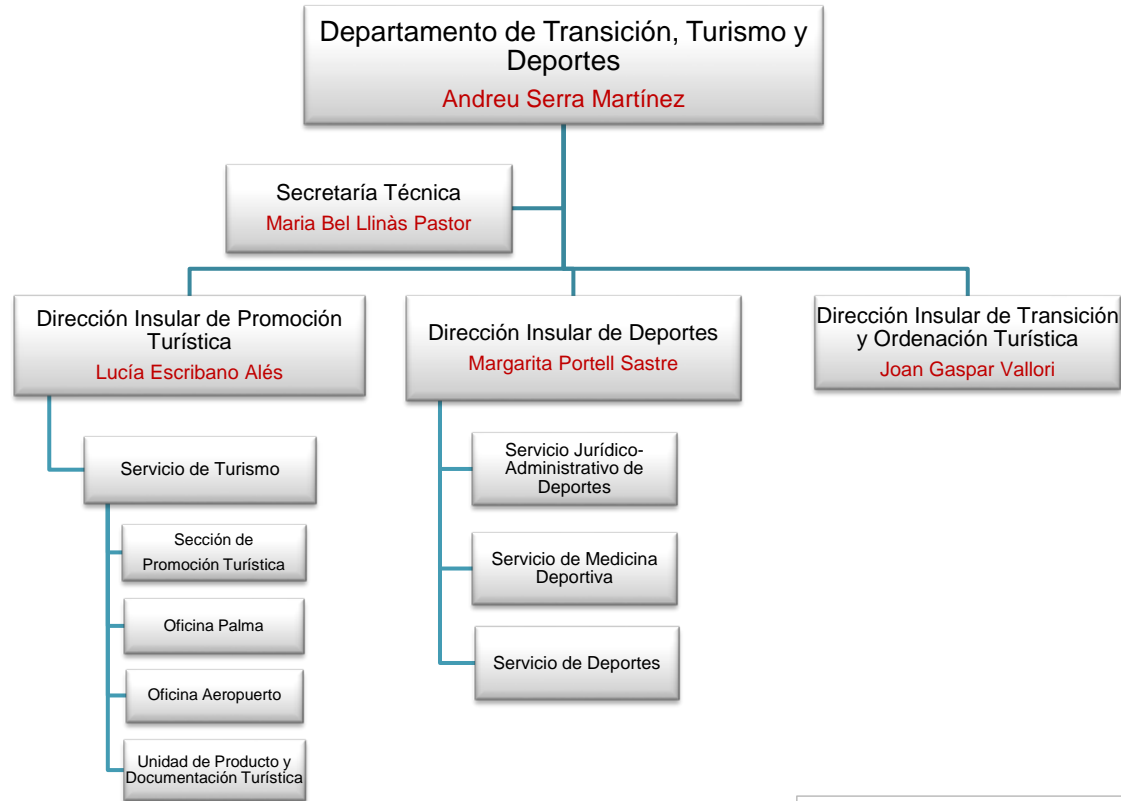 Departamento de Transición, Turismo y
Deportes
Andreu Serra Martínez
Secretaría Técnica
Maria Bel Llinàs Pastor
Dirección Insular de Promoción
Turística
Lucía Escribano Alés
Servicio de Turismo
Sección de
Promoción Turística
Oficina Palma
Oficina Aeropuerto
Unidad de Producto y
Documentación Turística
Dirección Insular de Deportes
Margarita Portell Sastre
Servicio Jurídico-
Administrativo de
Deportes
Servicio de Medicina
Deportiva
Servicio de Deportes
Dirección Insular de Transición
y Ordenación Turística
Joan Gaspar Vallori